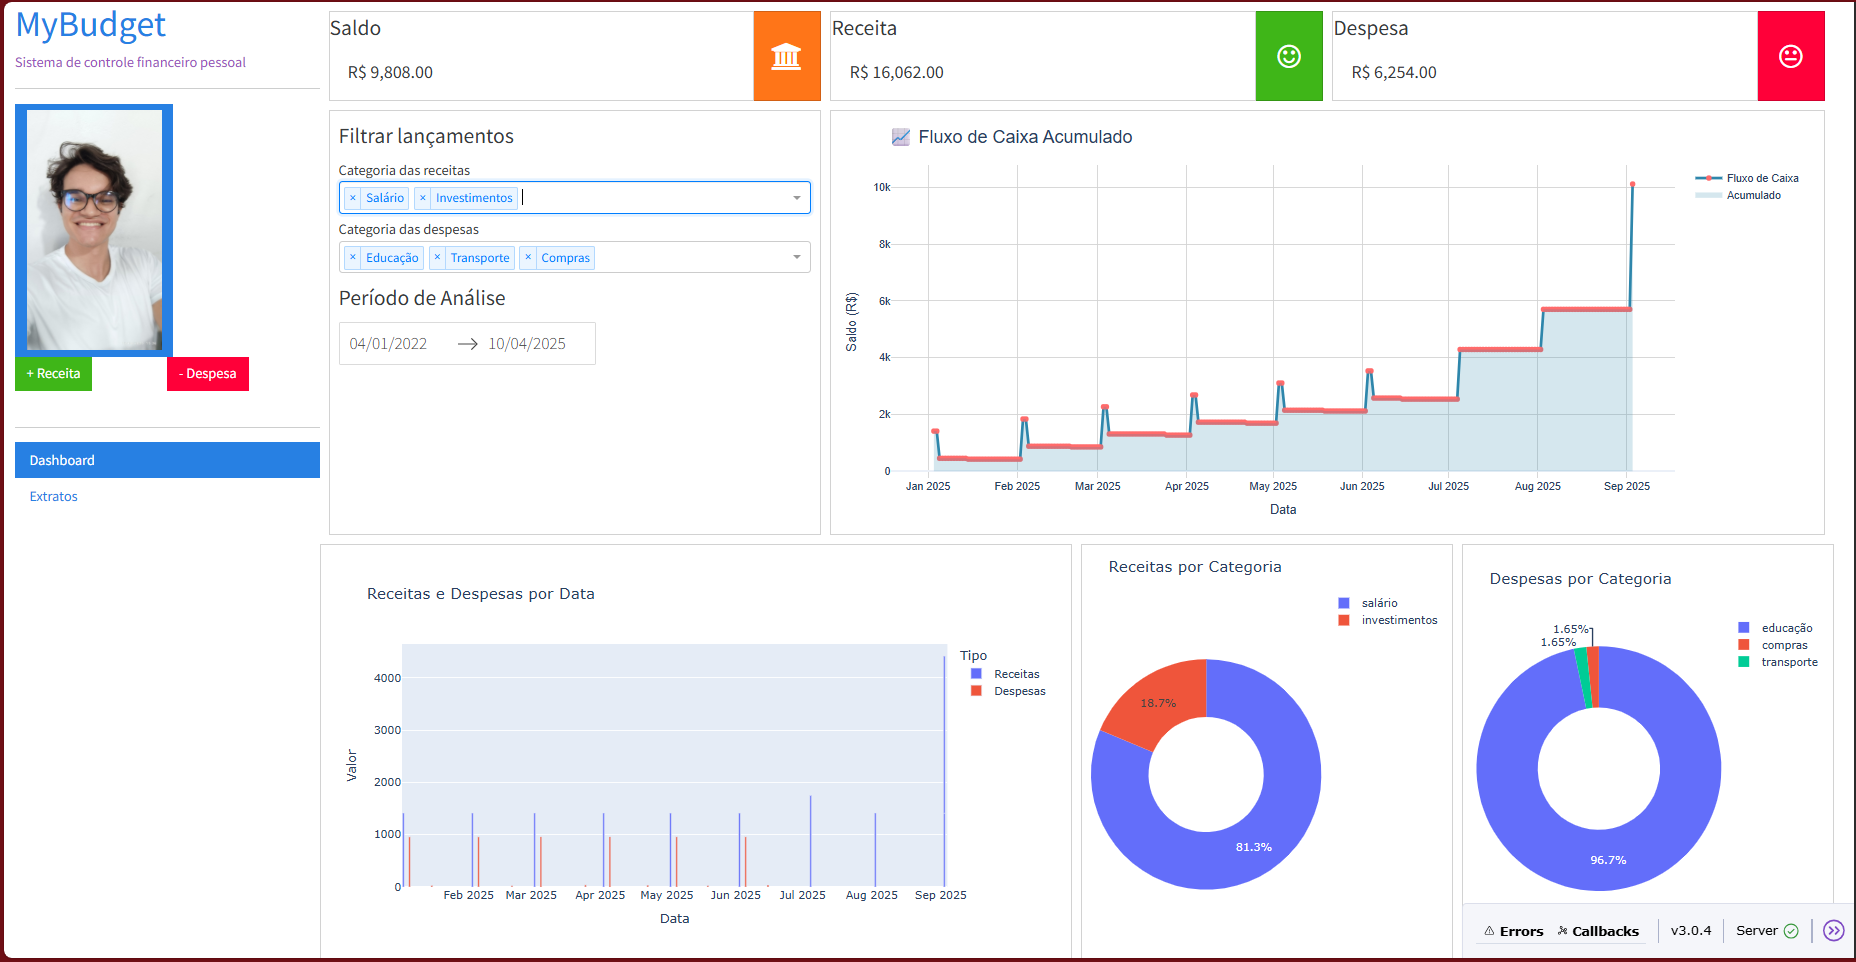 MyBudget
Sistema de controle financeiro pessoal
+ Receita
- Despesa
Dashboard
Extratos
Saldo
R$ 9,808.00
Receita
R$ 16,062.00
Despesa
R$ 6,254.00
Filtrar lançamentos
Categoria das receitas
× Salário × Investimentos
Categoria das despesas
× Educação × Transporte × Compras
Período de Análise
04/01/2022 → 10/04/2025
Fluxo de Caixa Acumulado
Fluxo de Caixa
Acumulado
Saldo (R$)
10k
8k
6k
4k
2k
0
Jan 2025 Feb 2025 Mar 2025 Apr 2025 May 2025 Jun 2025 Jul 2025 Aug 2025 Sep 2025
Data
Receitas e Despesas por Data
Tipo
Receitas
Despesas
Valor
4000
3000
2000
1000
0
Feb 2025 Mar 2025 Apr 2025 May 2025 Jun 2025 Jul 2025 Aug 2025 Sep 2025
Data
Receitas por Categoria
salário
investimentos
18.7%
81.3%
Despesas por Categoria
educação
compras
transporte
1.65%
1.65%
96.7%
Errors Callbacks v3.0.4 Server